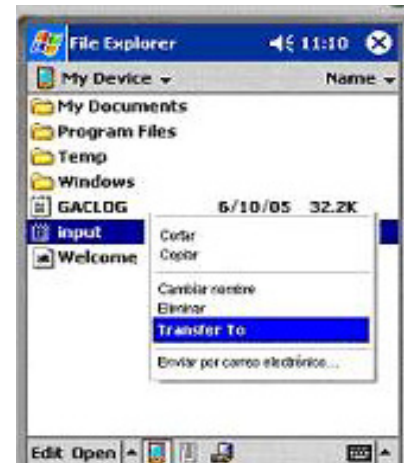 File Explorer 11:10
My Device Name
My Documents
Program Files
Temp
Windows
GACLOG 6/10/05 32.2K
input
Welcome
Cortar
Copiar
Cambiar nombre
Eliminar
Transfer To
Enviar por correo electrónico...
Edit Open